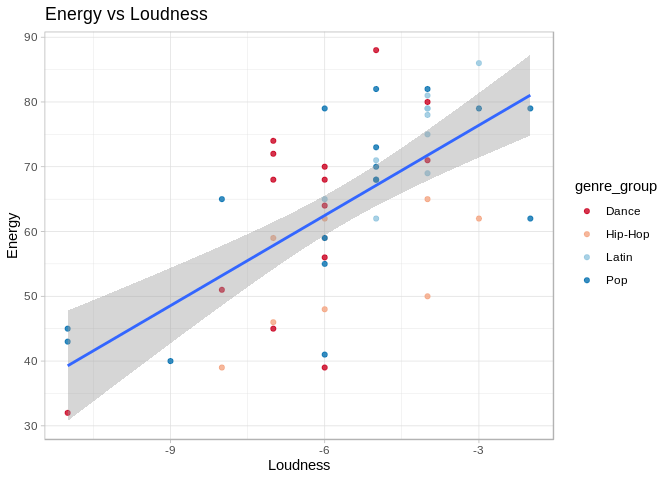 Energy vs Loudness
90
80
70
60
50
40
30
Energy
-9
-6
-3
Loudness
genre_group
Dance
Hip-Hop
Latin
Pop